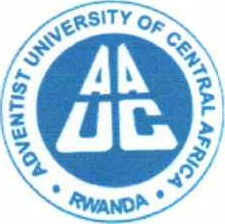 ADVENTIST UNIVERSITY OF CENTRAL AFRICA
AA
UC
• RWANDA •